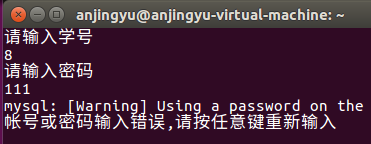 anjingyu@anjingyu-virtual-machine: ~
请输入学号
8
请输入密码
111
mysql: [Warning] Using a password on the
帐号或密码输入错误,请按任意键重新输入